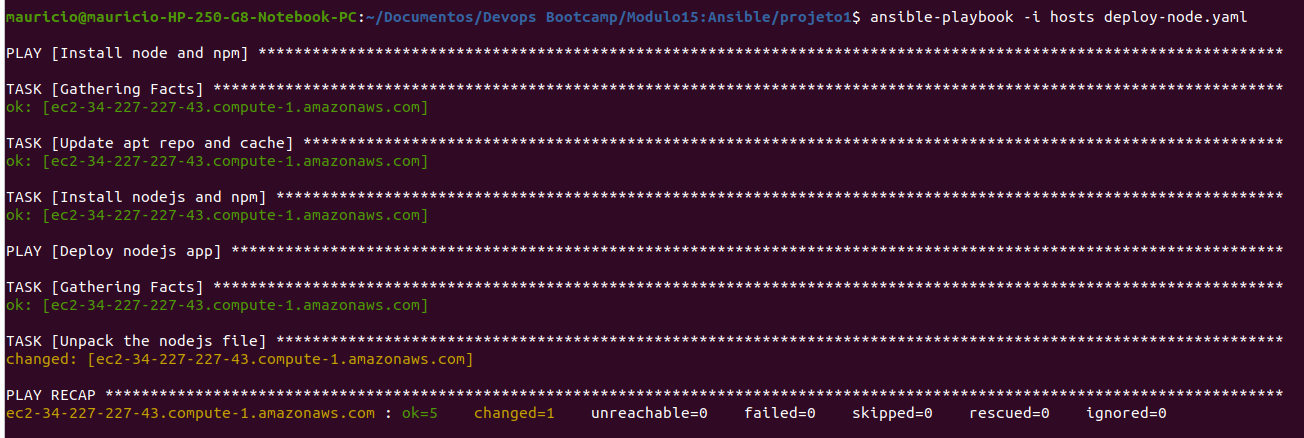 mauricio@mauricio-HP-250-G8-Notebook-PC:~/Documentos/Devops Bootcamp/Modulo15:Ansible/projeto1$ ansible-playbook -i hosts deploy-node.yaml
PLAY [Install node and npm] ******************************************************************************************************************
TASK [Gathering Facts] ***********************************************************************************************************************
ok: [ec2-34-227-227-43.compute-1.amazonaws.com]
TASK [Update apt repo and cache] *************************************************************************************************************
ok: [ec2-34-227-227-43.compute-1.amazonaws.com]
TASK [Install nodejs and npm] ****************************************************************************************************************
ok: [ec2-34-227-227-43.compute-1.amazonaws.com]
PLAY [Deploy nodejs app] *********************************************************************************************************************
TASK [Gathering Facts] ***********************************************************************************************************************
ok: [ec2-34-227-227-43.compute-1.amazonaws.com]
TASK [Unpack the nodejs file] ****************************************************************************************************************
changed: [ec2-34-227-227-43.compute-1.amazonaws.com]
PLAY RECAP ***********************************************************************************************************************************
ec2-34-227-227-43.compute-1.amazonaws.com : ok=5    changed=1    unreachable=0    failed=0    skipped=0    rescued=0    ignored=0